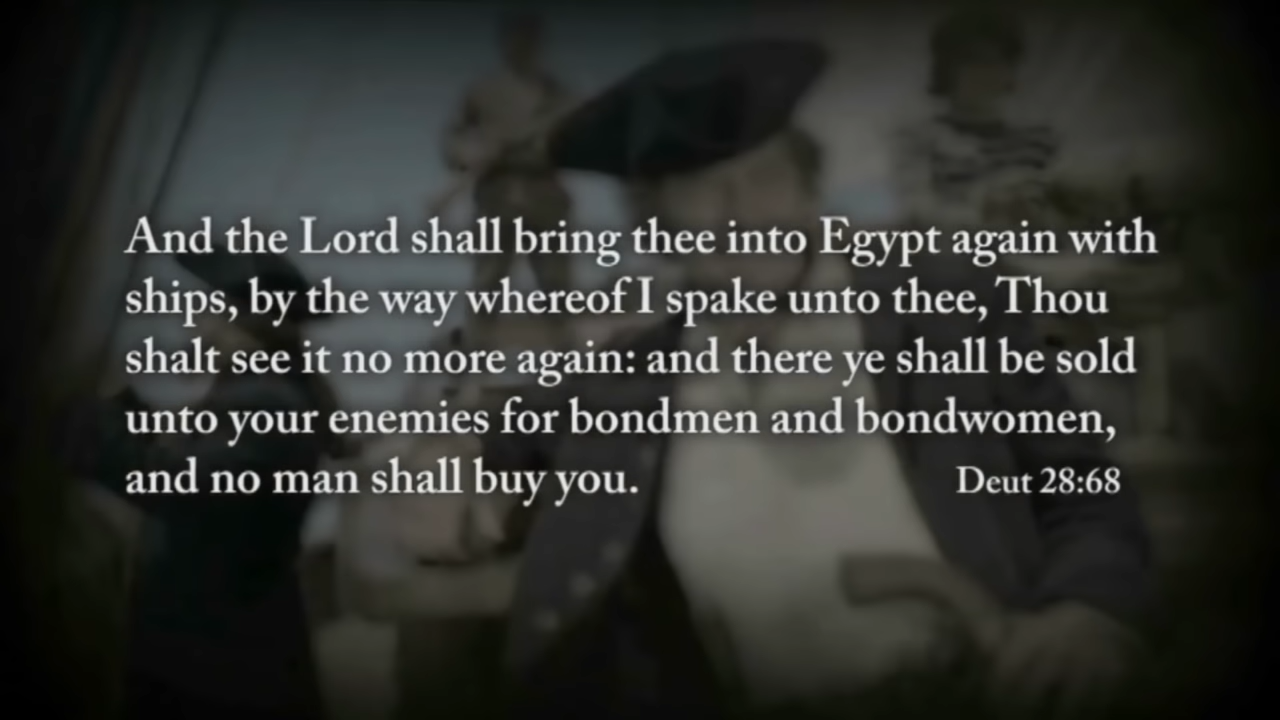 And the Lord shall bring thee into Egypt again with
ships, by the way whereof I spake unto thee, Thou
shalt see it no more again: and there ye shall be sold
unto your enemies for bondmen and bondwomen,
and no man shall buy you. Deut 28:68